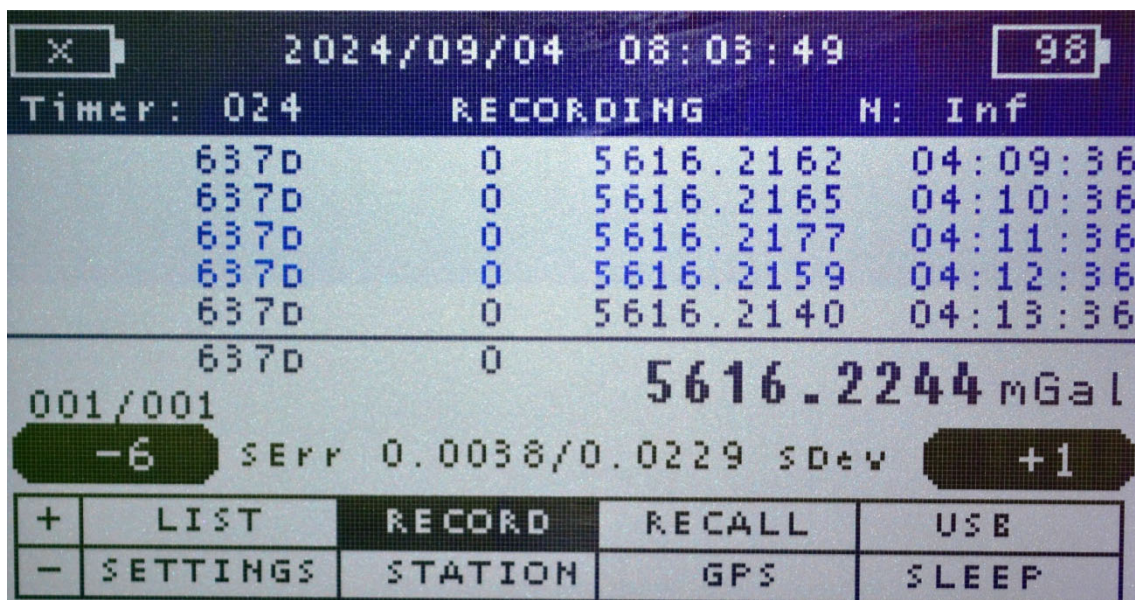 x 2024/09/04 08:03:49 98
Timer: 024 RECORDING N: Inf
637D 0 5616.2162 04:09:36
637D 0 5616.2165 04:10:36
637D 0 5616.2177 04:11:36
637D 0 5616.2159 04:12:36
637D 0 5616.2140 04:13:36
637D 0 5616.2244 mGal
001/001
-6 SErr 0.0038/0.0229 SDev +1
+ LIST RECORD RECALL USB
- SETTINGS STATION GPS SLEEP